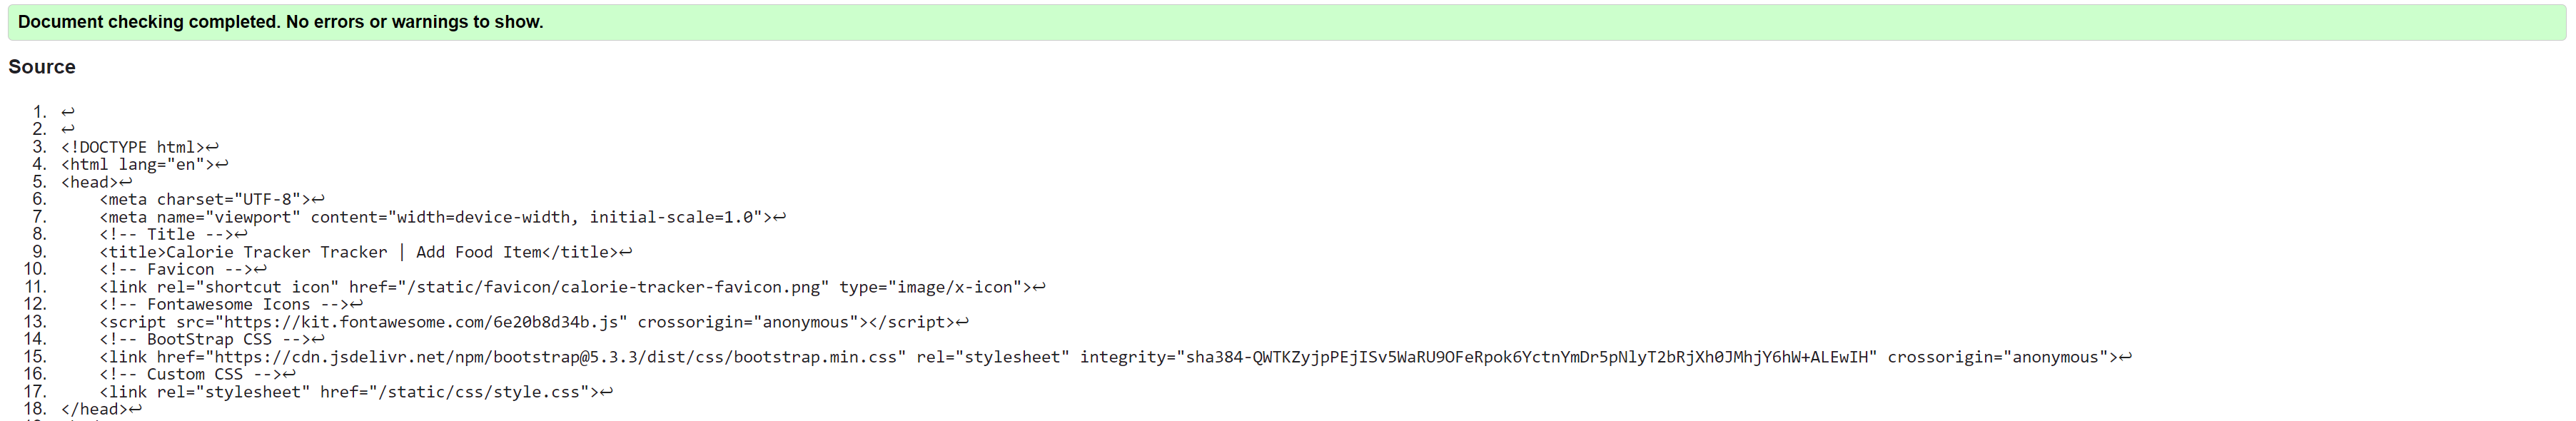 Document checking completed. No errors or warnings to show.
Source
1. ↩
2. ↩
3. <!DOCTYPE html>↩
4. <html lang="en">↩
5. <head>↩
6.     <meta charset="UTF-8">↩
7.     <meta name="viewport" content="width=device-width, initial-scale=1.0">↩
8.     <!-- Title -->↩
9.     <title>Calorie Tracker Tracker | Add Food Item</title>↩
10.     <!-- Favicon -->↩
11.     <link rel="shortcut icon" href="/static/favicon/calorie-tracker-favicon.png" type="image/x-icon">↩
12.     <!-- Fontawesome Icons -->↩
13.     <script src="https://kit.fontawesome.com/6e20b8d34b.js" crossorigin="anonymous"></script>↩
14.     <!-- BootStrap CSS -->↩
15.     <link href="https://cdn.jsdelivr.net/npm/bootstrap@5.3.3/dist/css/bootstrap.min.css" rel="stylesheet" integrity="sha384-QWTKZyjpPEjISv5WaRU9OFeRpok6YctnYmDr5pNlyT2bRjXh0JMhjY6hW+ALEwIH" crossorigin="anonymous">↩
16.     <!-- Custom CSS -->↩
17.     <link rel="stylesheet" href="/static/css/style.css">↩
18. </head>↩